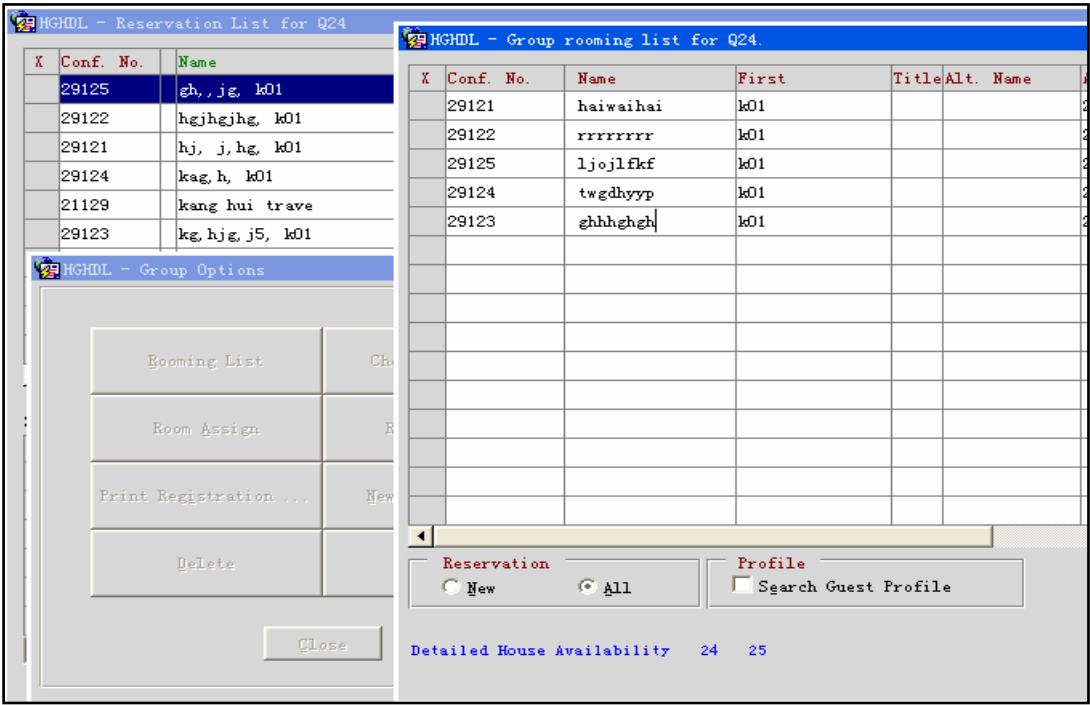 HGHDL - Reservation List for Q24
X Conf. No. Name
29125 gh,,jg, k01
29122 hgjhgjhg, k01
29121 hj, j,hg, k01
29124 kag,h, k01
21129 kang hui trave
29123 kg,hjg,j5, k01
HGHDL - Group Options
Rooming List
Room Assign
Print Registration ...
New
Delete
Close
HGHDL - Group rooming list for Q24.
X Conf. No. Name First Title Alt. Name
29121 haiwaihai k01
29122 rrrrrrrr k01
29125 ljojlfkf k01
29124 twgdhyyp k01
29123 ghhhghgh k01
Reservation
New All
Profile
Search Guest Profile
Detailed House Availability 24 25